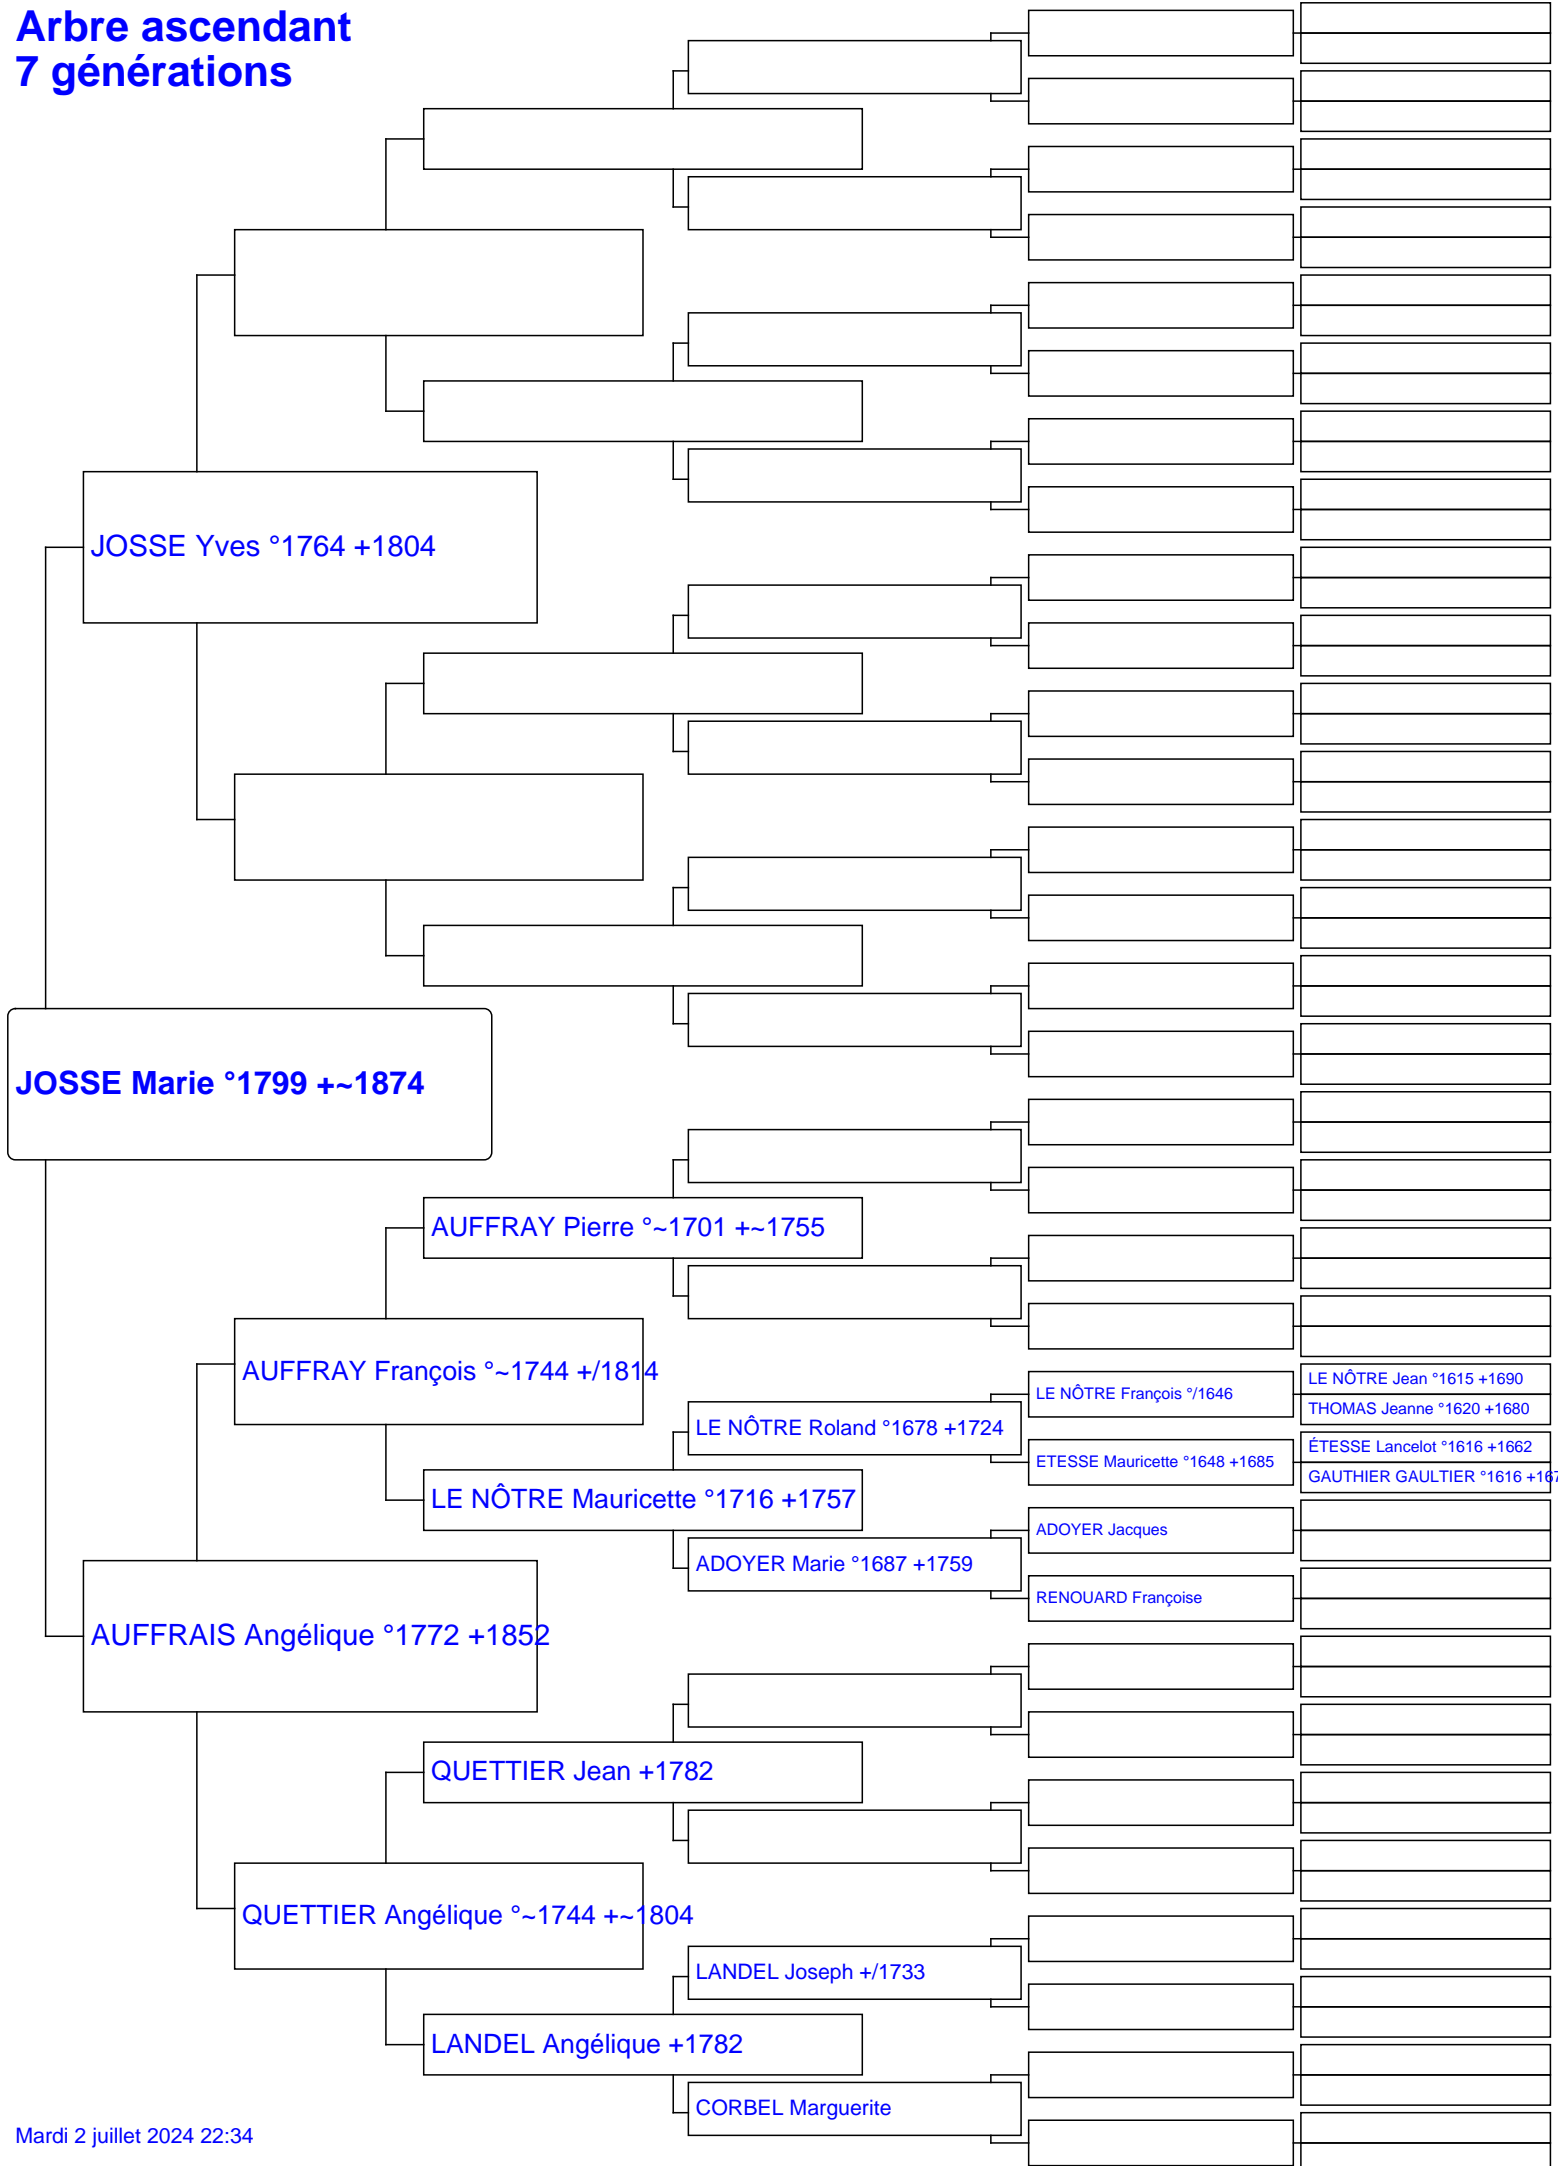 Arbre ascendant
7 générations
JOSSE Yves °1764 +1804
JOSSE Marie °1799 +~1874
AUFFRAY Pierre °~1701 +~1755
AUFFRAY François °~1744 +/1814
LE NÔTRE François °/1646
LE NÔTRE Jean °1615 +1690
THOMAS Jeanne °1620 +1680
LE NÔTRE Roland °1678 +1724
ETESSE Mauricette °1648 +1685
ÉTESSE Lancelot °1616 +1662
GAUTHIER GAULTIER °1616
LE NÔTRE Mauricette °1716 +1757
ADOYER Jacques
ADOYER Marie °1687 +1759
RENOUARD Françoise
AUFFRAIS Angélique °1772 +1852
QUETTIER Jean +1782
QUETTIER Angélique °~1744 +~1804
LANDEL Joseph +/1733
LANDEL Angélique +1782
CORBEL Marguerite
Mardi 2 juillet 2024 22:34